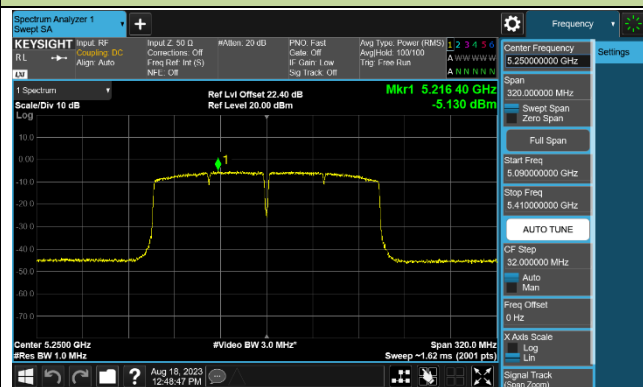 Spectrum Analyzer 1
Swept SA
Frequency
KEYSIGHT
Input: RF
Input Z: 50 Ω
#Atten: 20 dB
PNO: Fast
Avg Type: Power (RMS)
1 2 3 4 5 6
RL
Coupling: DC
Corrections: Off
Gate: Off
Avg|Hold: 100/100
A W W W W W
Align: Auto
Freq Ref: Int (S)
IF Gain: Low
Trig: Free Run
NFE: Off
Sig Track: Off
A N N N N N
LXI
1 Spectrum
Ref Lvl Offset 22.40 dB
Mkr1 5.216 40 GHz
Scale/Div 10 dB
Ref Level 20.00 dBm
-5.130 dBm
Log
10.0
0.00
1
-10.0
-20.0
-30.0
-40.0
-50.0
-60.0
-70.0
Center 5.2500 GHz
#Video BW 3.0 MHz*
Span 320.0 MHz
#Res BW 1.0 MHz
Sweep ~1.62 ms (2001 pts)
Aug 18, 2023
12:48:47 PM
Center Frequency
5.250000000 GHz
Settings
Span
320.000000 MHz
Swept Span
Zero Span
Full Span
Start Freq
5.090000000 GHz
Stop Freq
5.410000000 GHz
AUTO TUNE
CF Step
32.000000 MHz
Auto
Man
Freq Offset
0 Hz
X Axis Scale
Log
Lin
Signal Track
(Span Zoom)